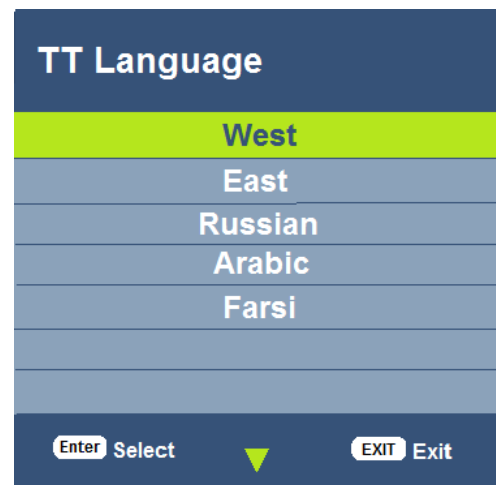 TT Language
West
East
Russian
Arabic
Farsi
Enter Select EXIT Exit